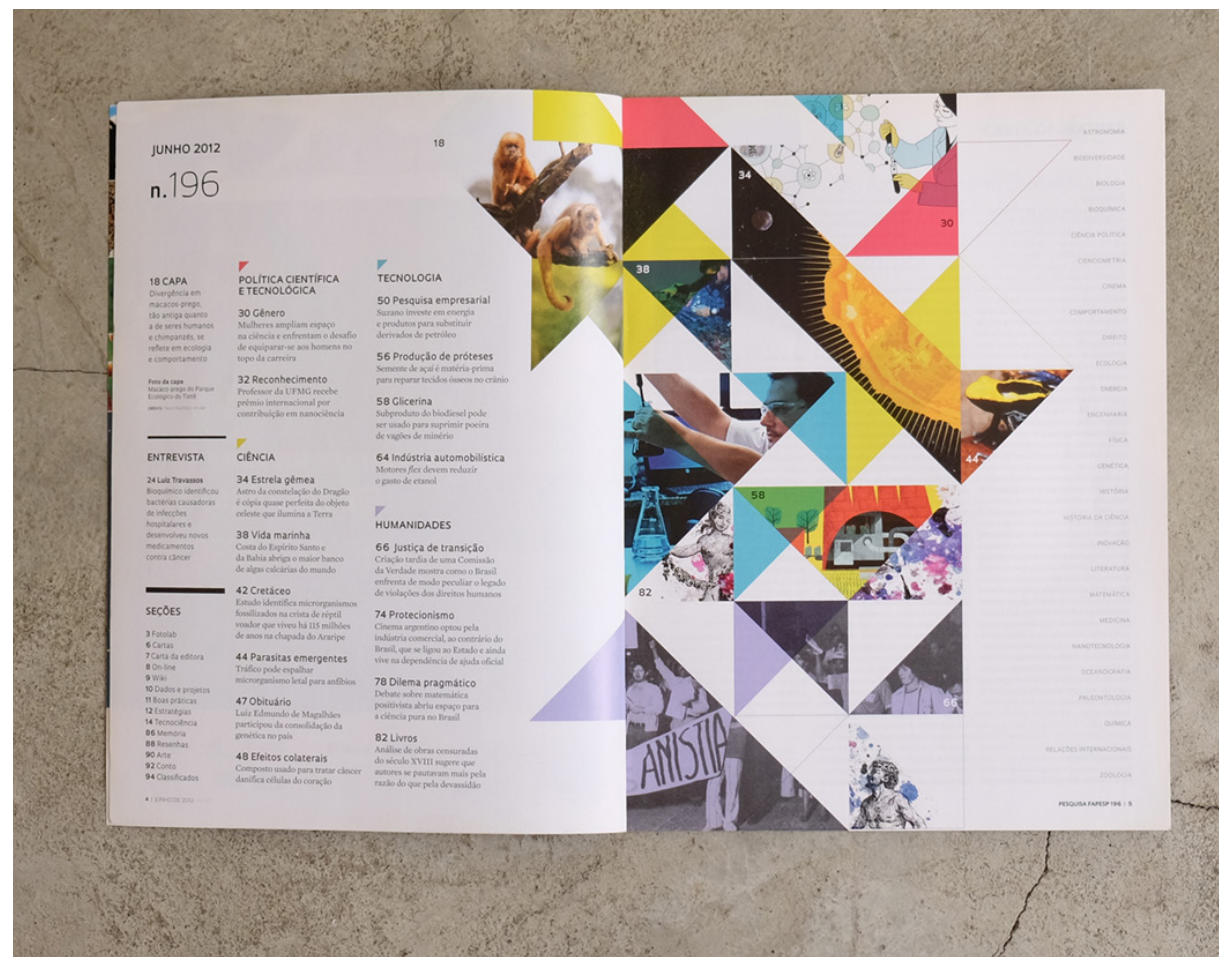 JUNHO 2012
n.196
18
18 CAPA
Divergência em
macacos-prego,
tão antiga quanto
a de seres humanos
e chimpanzés, se
reflete em ecologia
e comportamento
Foto da capa
Macaco-prego do Parque
Ecológico do Tietê
ENTREVISTA
24 Luiz Travassos
Bioquímico identificou
bactérias causadoras
de infecções
hospitalares e
desenvolveu novos
medicamentos
contra câncer
SEÇÕES
3 Fotolab
6 Cartas
7 Carta da editora
8 On-line
9 Wiki
10 Dados e projetos
11 Boas práticas
12 Estratégias
14 Tecnociência
86 Memória
88 Resenhas
90 Arte
92 Conto
94 Classificados
4 | JUNHO DE 2012
POLÍTICA CIENTÍFICA
E TECNOLÓGICA
30 Gênero
Mulheres ampliam espaço
na ciência e enfrentam o desafio
de equiparar-se aos homens no
topo da carreira
32 Reconhecimento
Professor da UFMG recebe
prêmio internacional por
contribuição em nanociência
CIÊNCIA
34 Estrela gêmea
Astro da constelação do Dragão
é cópia quase perfeita do objeto
celeste que ilumina a Terra
38 Vida marinha
Costa do Espírito Santo e
da Bahia abriga o maior banco
de algas calcárias do mundo
42 Cretáceo
Estudo identifica microrganismos
fossilizados na crista de réptil
voador que viveu há 115 milhões
de anos na chapada do Araripe
44 Parasitas emergentes
Tráfico pode espalhar
microrganismo letal para anfíbios
47 Obituário
Luiz Edmundo de Magalhães
participou da consolidação da
genética no país
48 Efeitos colaterais
Composto usado para tratar câncer
danifica células do coração
TECNOLOGIA
50 Pesquisa empresarial
Suzano investe em energia
e produtos para substituir
derivados de petróleo
56 Produção de próteses
Semente de açaí é matéria-prima
para reparar tecidos ósseos no crânio
58 Glicerina
Subproduto do biodiesel pode
ser usado para suprimir poeira
de vagões de minério
64 Indústria automobilística
Motores flex devem reduzir
o gasto de etanol
HUMANIDADES
66 Justiça de transição
Criação tardia de uma Comissão
da Verdade mostra como o Brasil
enfrenta de modo peculiar o legado
de violações dos direitos humanos
74 Protecionismo
Cinema argentino optou pela
indústria comercial, ao contrário do
Brasil, que se ligou ao Estado e ainda
vive na dependência de ajuda oficial
78 Dilema pragmático
Debate sobre matemática
positivista abriu espaço para
a ciência pura no Brasil
82 Livros
Análise de obras censuradas
do século XVIII sugere que
autores se pautavam mais pela
razão do que pela devassidão
34
30
38
44
58
82
66
ANISTIA
ASTRONOMIA
BIODIVERSIDADE
BIOLOGIA
BIOQUÍMICA
CIÊNCIA POLÍTICA
CIENCIOMETRIA
CINEMA
COMPORTAMENTO
DIREITO
ECOLOGIA
ENERGIA
ENGENHARIA
FÍSICA
GENÉTICA
HISTÓRIA
HISTÓRIA DA CIÊNCIA
INOVAÇÃO
LITERATURA
MATEMÁTICA
MEDICINA
NANOTECNOLOGIA
OCEANOGRAFIA
PALEONTOLOGIA
QUÍMICA
RELAÇÕES INTERNACIONAIS
ZOOLOGIA
PESQUISA FAPESP 196 | 5